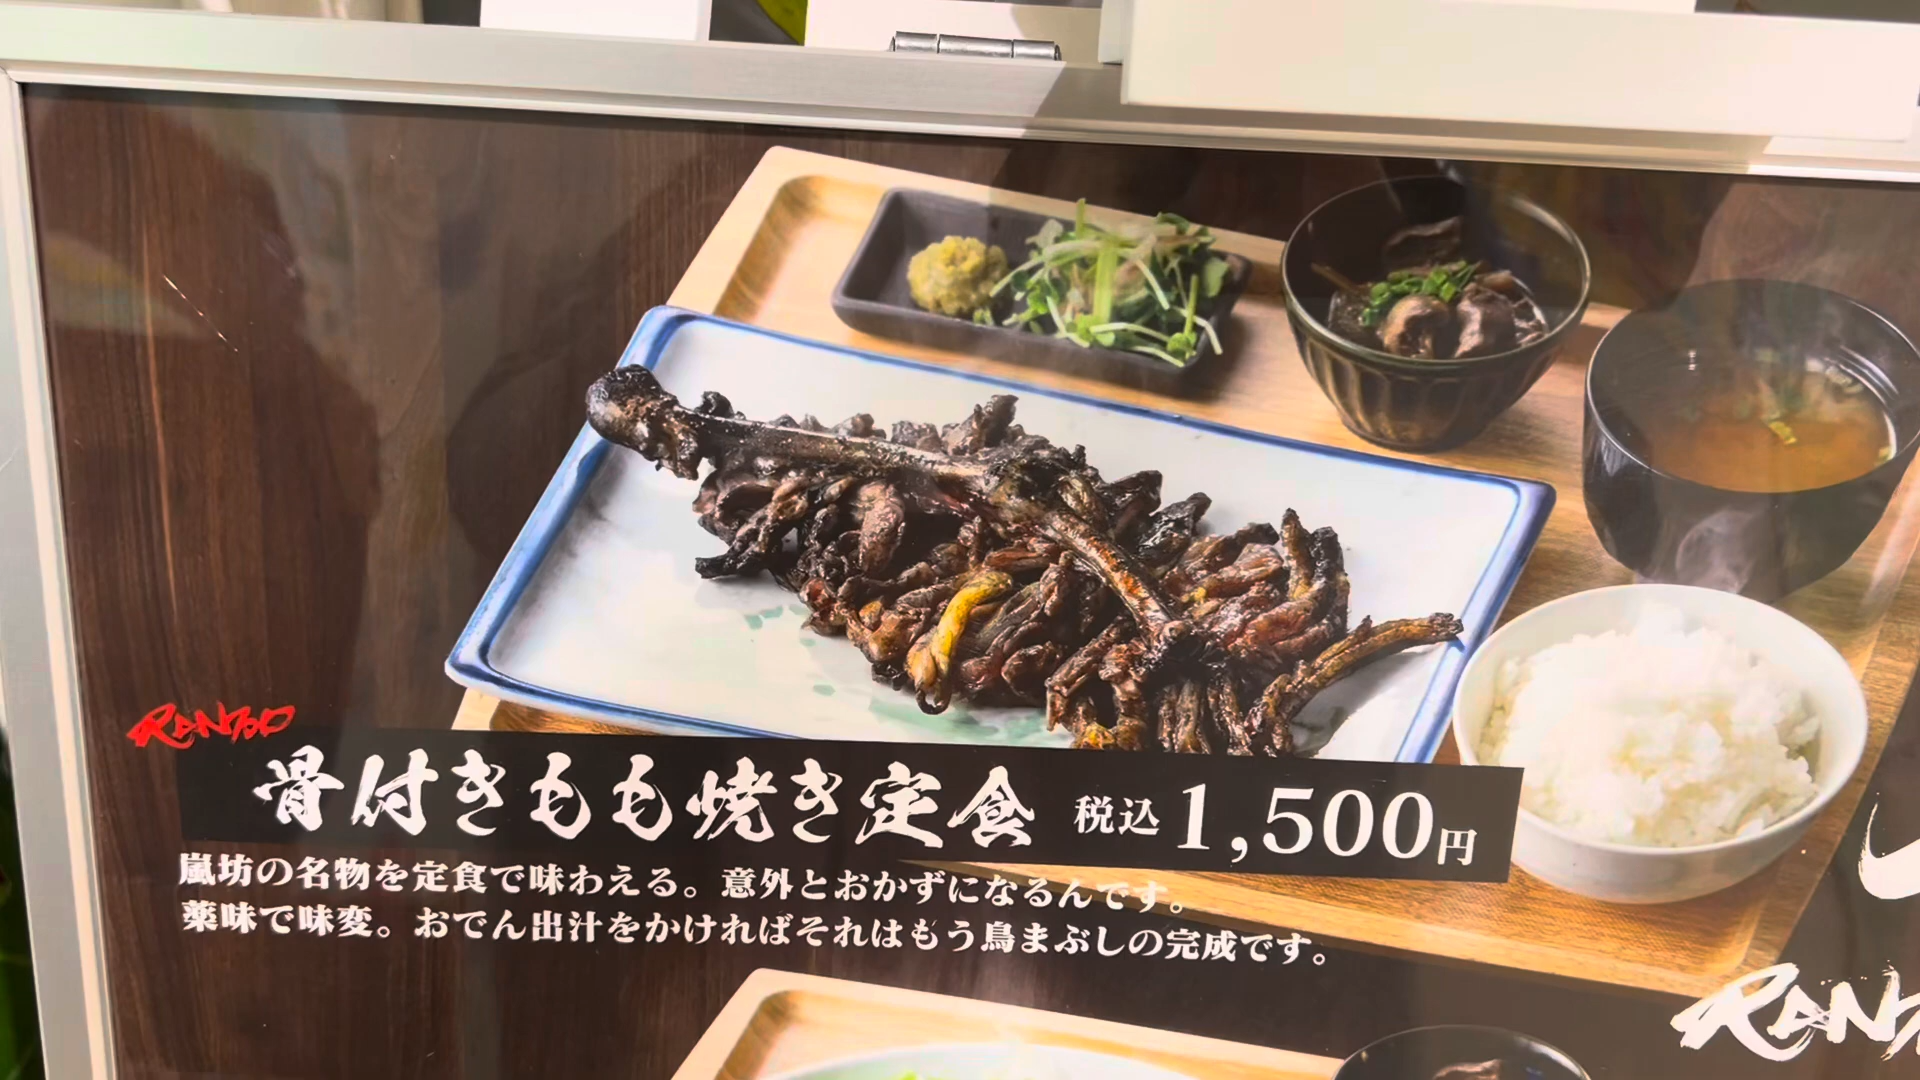 RANBO
骨付きもも焼き定食 税込 1,500円
嵐坊の名物を定食で味わえる。意外とおかずになるんです。
薬味で味変。おでん出汁をかければそれはもう鳥まぶしの完成です。